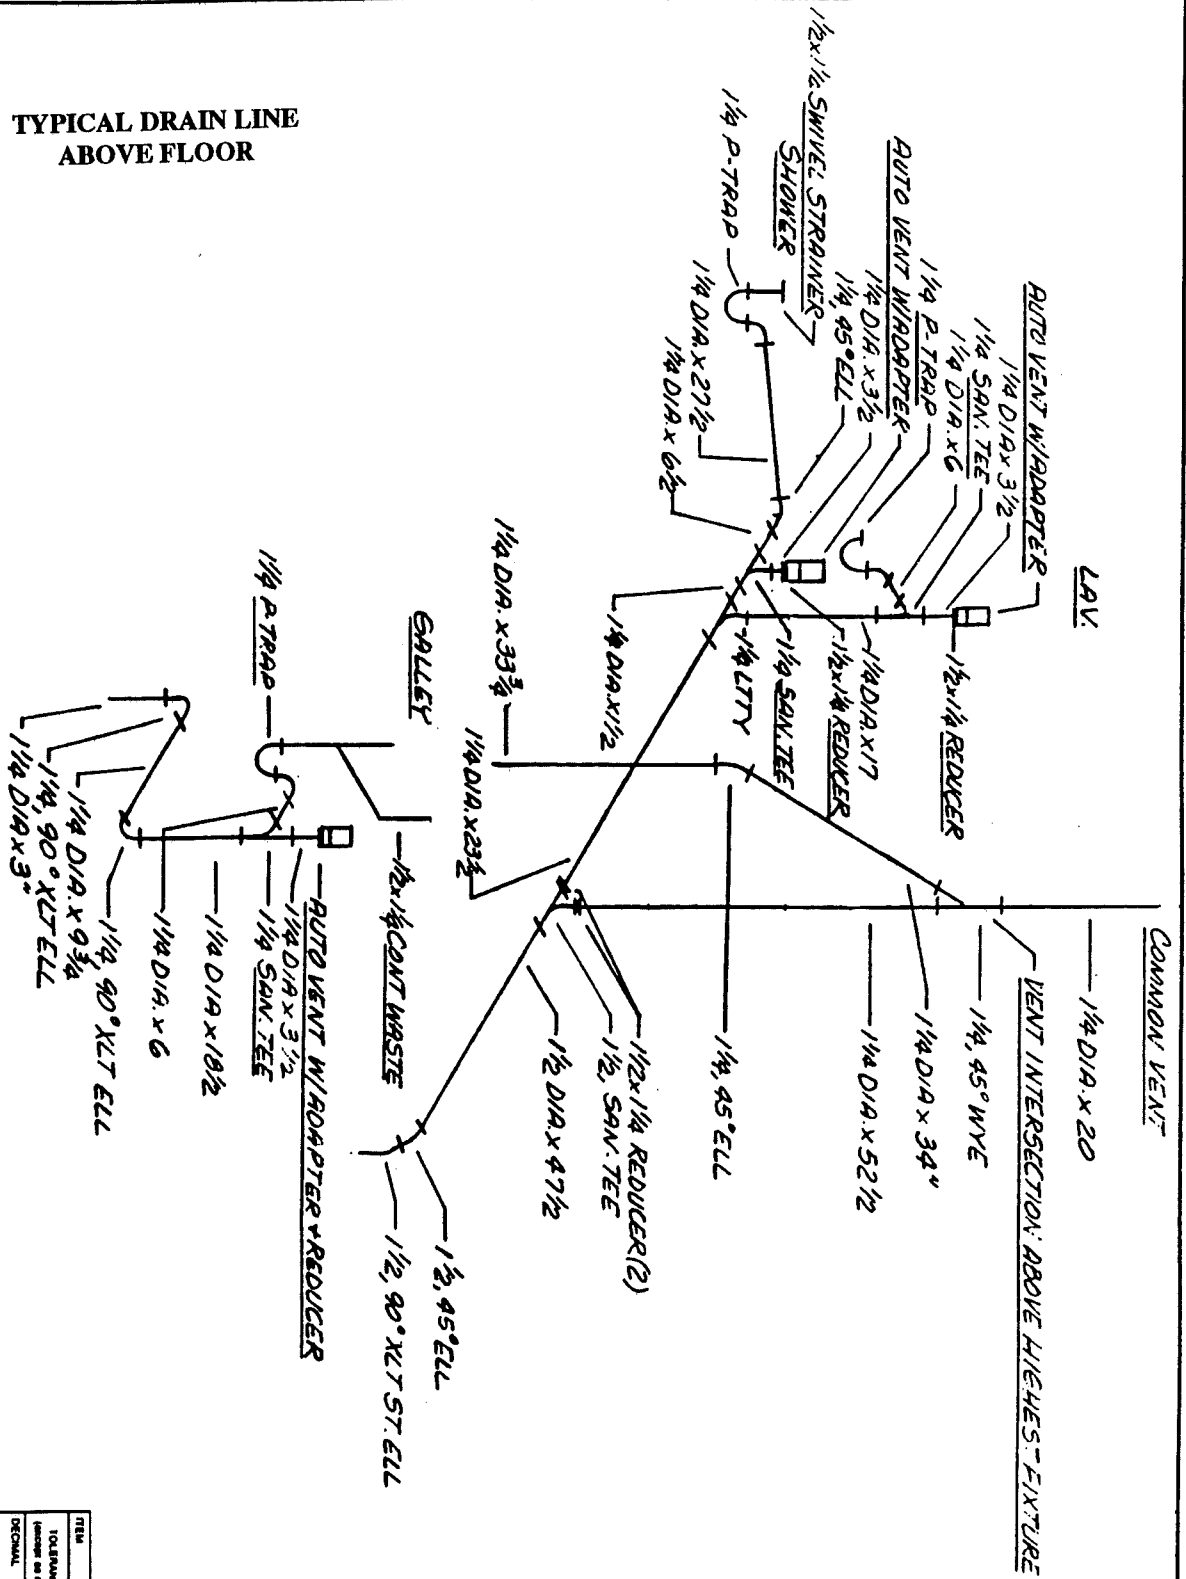 TYPICAL DRAIN LINE
ABOVE FLOOR
COMMON VENT
1¼ DIA. x 20
VENT INTERSECTION ABOVE HIGHEST FIXTURE
1¼, 45° WYE
1¼ DIA x 34"
1¼ DIA. x 52½
1¼, 45° ELL
1½x1¼ REDUCER(2)
1½, SAN. TEE
1½ DIA. x 47½
1½, 45° ELL
1½, 90° XLT ST. ELL
LAV.
AUTO VENT W/ADAPTER
1¼ DIA x 3½
1¼ SAN. TEE
1¼ DIA. x 6
1¼ P-TRAP
1½x1¼ REDUCER
1¼ DIA. x 17
1½x1¼ REDUCER
1¼ SAN. TEE
1¼ LTTY
AUTO VENT W/ADAPTER
1¼ DIA. x 3½
1¼, 45° ELL
1½x1½ SWIVEL STRAINER
SHOWER
1¼ P-TRAP
1¼ DIA. x 27½
1¼ DIA. x 6½
1¼ DIA. x 1½
1¼ DIA. x 33¾
1¼ DIA. x 23½
GALLEY
1½x1½ CONT WASTE
1¼ P. TRAP
AUTO VENT W/ADAPTER & REDUCER
1¼ DIA x 3½
1¼ SAN. TEE
1¼ DIA x 18½
1¼ DIA. x 6
1¼, 90° XLT ELL
1¼ DIA. x 9¾
1¼, 90° XLT ELL
1¼ DIA x 3"
ITEM
DECIMAL